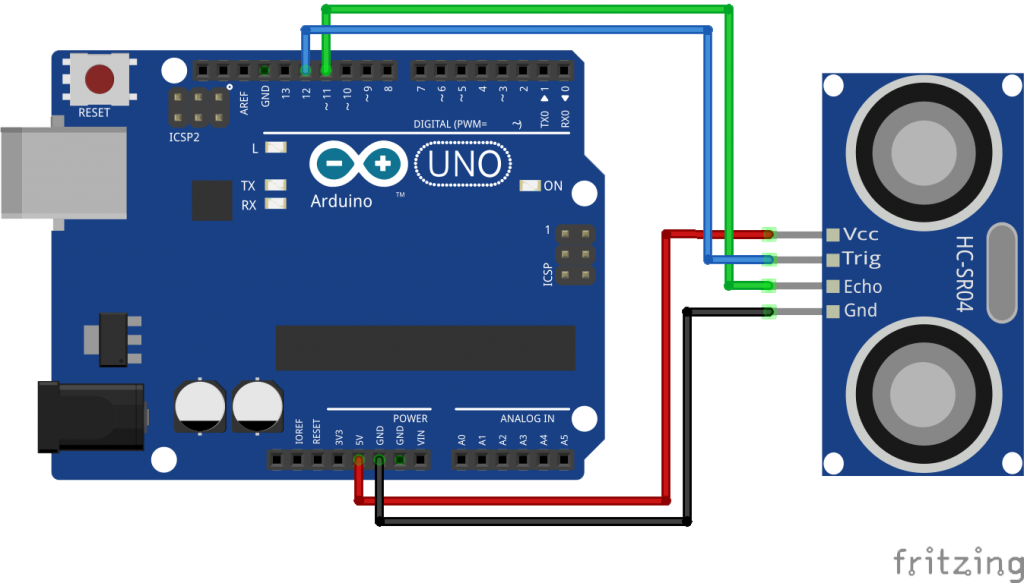 RESET
ICSP2
AREF
GND
13
12
~11
~10
~9
8
7
~6
~5
4
~3
2
TX0 ▶ 1
RX0 ◀ 0
DIGITAL (PWM= ~)
L
TX
RX
Arduino
™
UNO
ON
1
ICSP
Vcc
Trig
Echo
Gnd
HC-SR04
POWER
ANALOG IN
IOREF
RESET
3V3
5V
GND
GND
VIN
A0
A1
A2
A3
A4
A5
fritzing